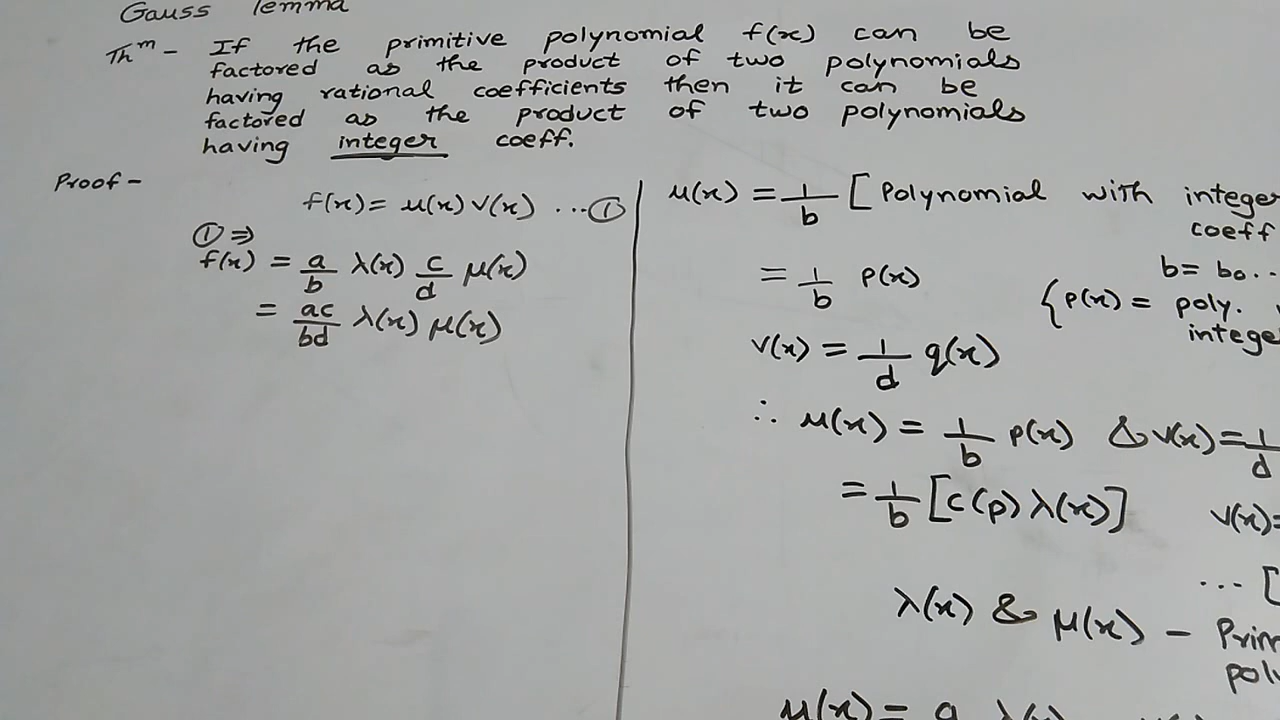 Gauss lemma
Thm - If the primitive polynomial f(x) can be
factored as the product of two polynomials
having rational coefficients then it can be
factored as the product of two polynomials
having integer coeff.
Proof -
f(x) = u(x) v(x) ...①
① ⇒
f(x) = a/b λ(x) c/d μ(x)
= ac/bd λ(x) μ(x)
u(x) = 1/b [Polynomial with integer
coeff
b = b0..
= 1/b p(x)
{p(x) = poly.
intege
v(x) = 1/d q(x)
∴ u(x) = 1/b p(x) & v(x) = 1/d
= 1/b [c(p) λ(x)]
v(x)=
... [
λ(x) & μ(x) - Prim
poly
u(x) = a λ(x)